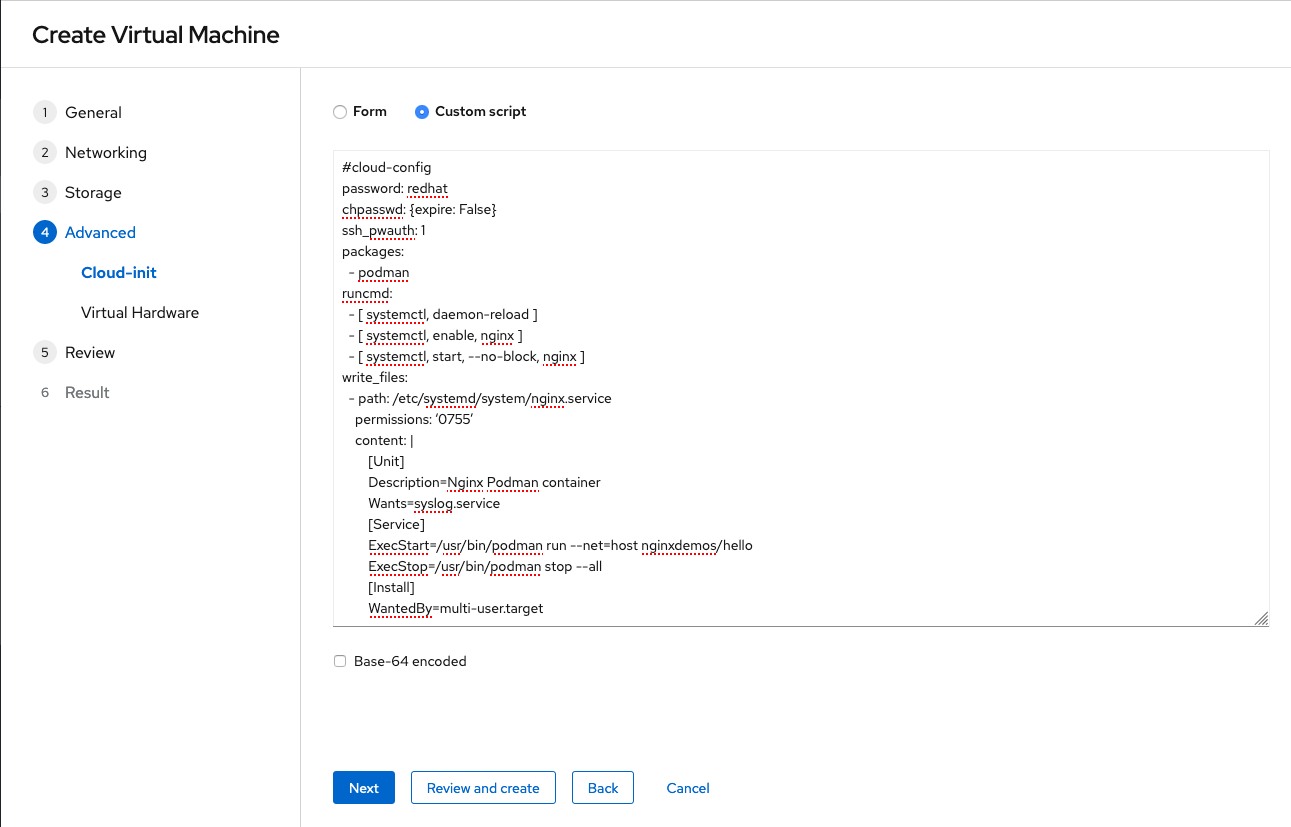 Create Virtual Machine
1 General
2 Networking
3 Storage
4 Advanced
Cloud-init
Virtual Hardware
5 Review
6 Result
Form Custom script
#cloud-config
password: redhat
chpasswd: {expire: False}
ssh_pwauth: 1
packages:
  - podman
runcmd:
  - [ systemctl, daemon-reload ]
  - [ systemctl, enable, nginx ]
  - [ systemctl, start, --no-block, nginx ]
write_files:
  - path: /etc/systemd/system/nginx.service
    permissions: ‘0755’
    content: |
        [Unit]
        Description=Nginx Podman container
        Wants=syslog.service
        [Service]
        ExecStart=/usr/bin/podman run --net=host nginxdemos/hello
        ExecStop=/usr/bin/podman stop --all
        [Install]
        WantedBy=multi-user.target
Base-64 encoded
Next Review and create Back Cancel